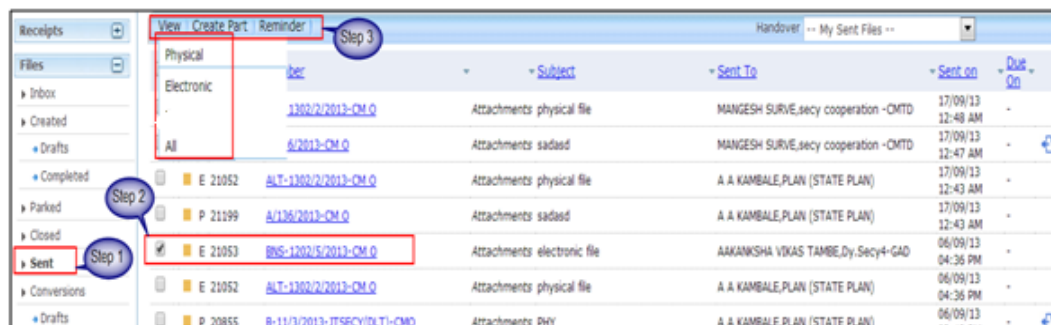 Receipts
Files
Inbox
Created
Drafts
Completed
Parked
Closed
Sent
Conversions
Drafts
View Create Part Reminder
Handover -- My Sent Files --
Physical
Electronic
All
Step 3
Step 2
Step 1
ber Subject Sent To Sent on Due On
1302/2/2013-CM O Attachments physical file MANGESH SURVE,secy cooperation -CMTD 17/09/13 12:48 AM -
6/2013-CM O Attachments sadasd MANGESH SURVE,secy cooperation -CMTD 17/09/13 12:47 AM -
E 21052 ALT-1302/2/2013-CM O Attachments physical file A A KAMBALE,PLAN (STATE PLAN) 17/09/13 12:43 AM -
P 21199 A/136/2013-CM O Attachments sadasd A A KAMBALE,PLAN (STATE PLAN) 17/09/13 12:43 AM -
E 21053 BNS-1202/5/2013-CM O Attachments electronic file AAKANKSHA VIKAS TAMBE,Dy.Secy4-GAD 06/09/13 04:36 PM -
E 21052 ALT-1302/2/2013-CM O Attachments physical file A A KAMBALE,PLAN (STATE PLAN) 06/09/13 04:36 PM -
P 20855 B-11/3/2013-ITSECY(DLT)-CMO Attachments PHY A A KAMBALE,PLAN (STATE PLAN) 06/09/13